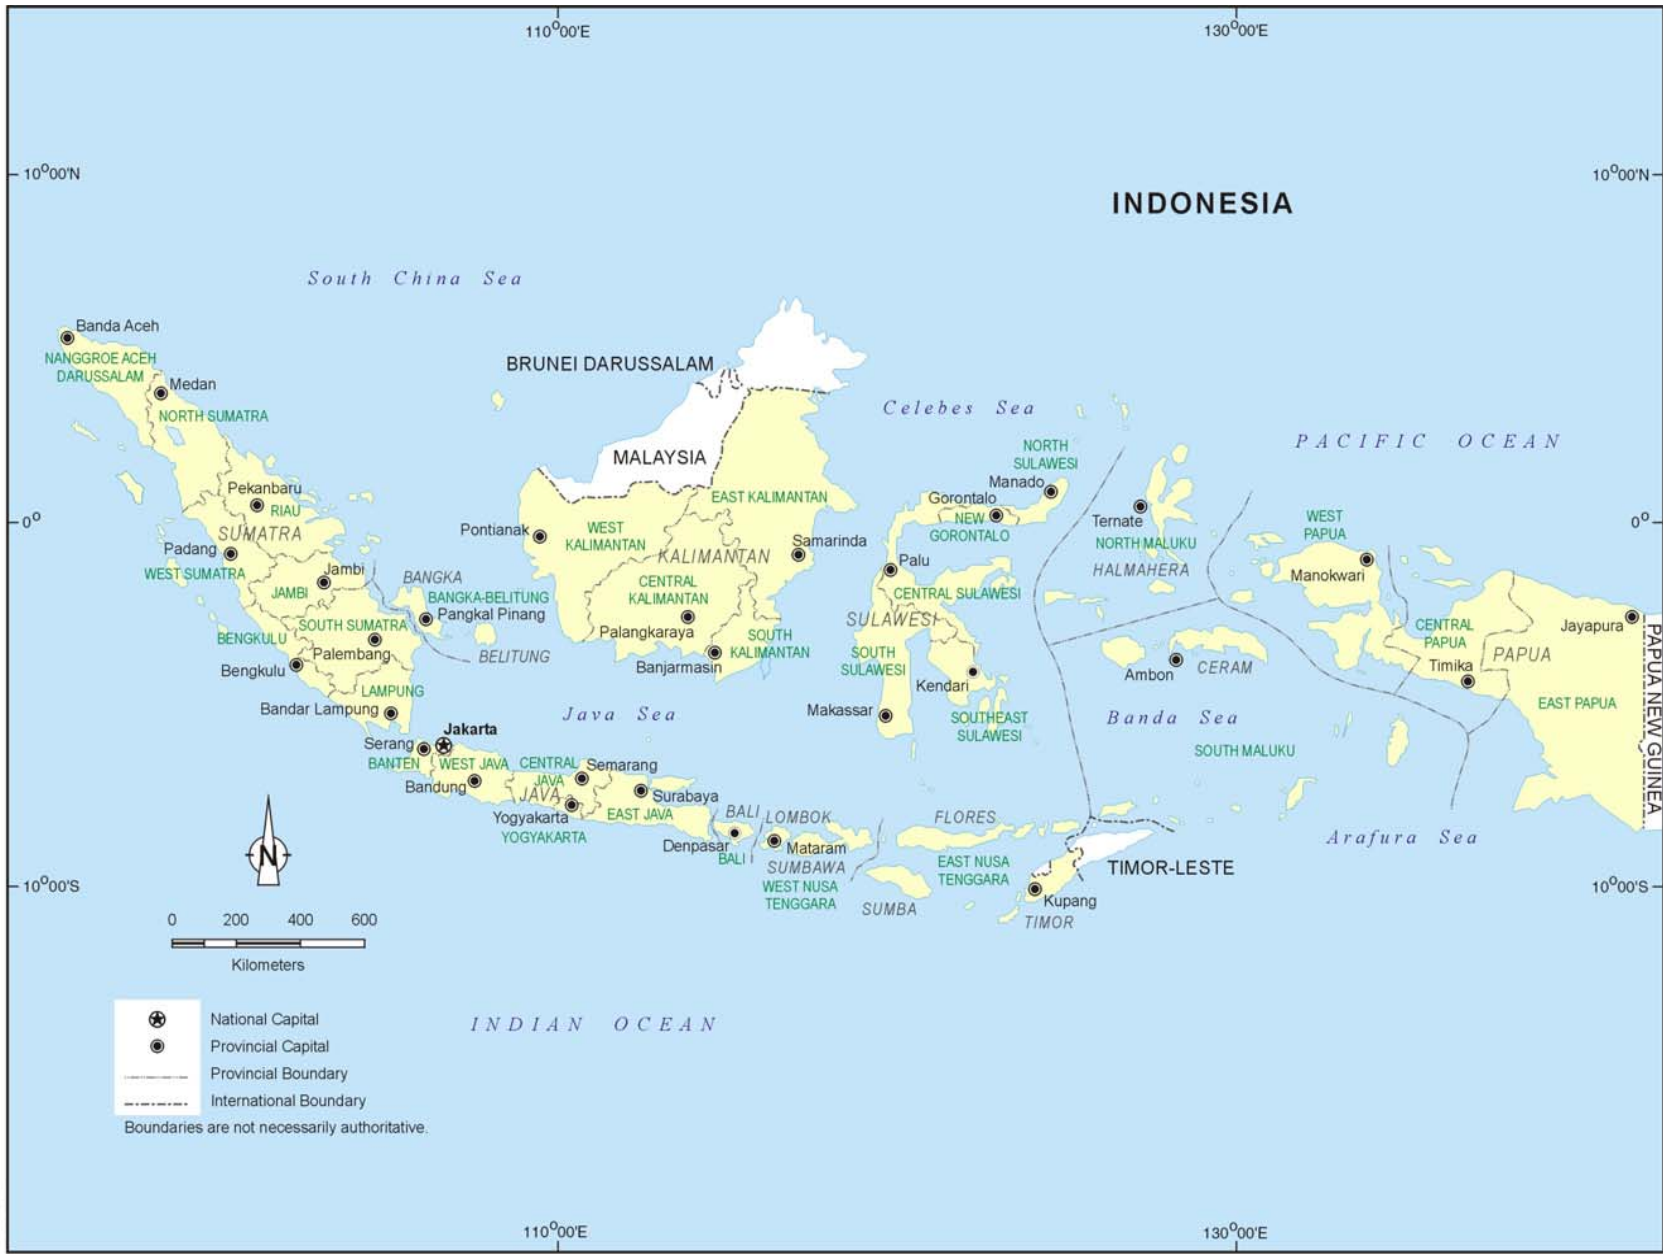 110°00'E
130°00'E
10°00'N
10°00'N
INDONESIA
South China Sea
Banda Aceh
NANGGROE ACEH
DARUSSALAM
BRUNEI DARUSSALAM
Medan
NORTH SUMATRA
Celebes Sea
PACIFIC OCEAN
NORTH
SULAWESI
MALAYSIA
Manado
Pekanbaru
RIAU
EAST KALIMANTAN
Gorontalo
NEW
GORONTALO
0°
0°
SUMATRA
Pontianak
WEST
KALIMANTAN
Ternate
NORTH MALUKU
WEST
PAPUA
Padang
WEST SUMATRA
KALIMANTAN
Samarinda
Palu
HALMAHERA
Manokwari
Jambi
JAMBI
BANGKA
BANGKA-BELITUNG
Pangkal Pinang
CENTRAL
KALIMANTAN
CENTRAL SULAWESI
SULAWESI
SOUTH SUMATRA
Palembang
BENGKULU
Bengkulu
BELITUNG
Palangkaraya
Banjarmasin
SOUTH
KALIMANTAN
SOUTH
SULAWESI
Kendari
Ambon
CERAM
CENTRAL
PAPUA
Timika
PAPUA
Jayapura
PAPUA NEW GUINEA
EAST PAPUA
LAMPUNG
Bandar Lampung
Java Sea
Makassar
SOUTHEAST
SULAWESI
Banda Sea
SOUTH MALUKU
Jakarta
Serang
BANTEN
WEST JAVA
Bandung
CENTRAL
JAVA
Semarang
JAVA
Surabaya
Yogyakarta
YOGYAKARTA
EAST JAVA
BALI
LOMBOK
Denpasar
BALI
Mataram
SUMBAWA
WEST NUSA
TENGGARA
FLORES
EAST NUSA
TENGGARA
SUMBA
Arafura Sea
TIMOR-LESTE
Kupang
TIMOR
N
10°00'S
10°00'S
0 200 400 600
Kilometers
INDIAN OCEAN
National Capital
Provincial Capital
Provincial Boundary
International Boundary
Boundaries are not necessarily authoritative.
110°00'E
130°00'E